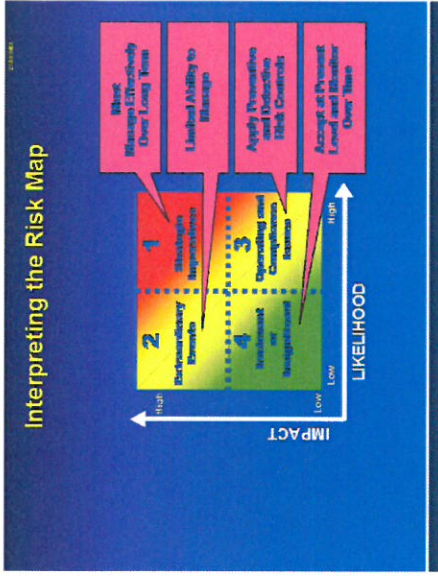 Interpreting the Risk Map
IMPACT
High
Low
2
Extraordinary
Events
1
Strategic
Imperatives
4
Irrelevant
or
Insignificant
3
Operating and
Compliance
Issues
Low
High
LIKELIHOOD
Must
Manage Effectively
Over Long Term
Limited Ability to
Manage
Apply Preventive
and Detective
Risk Controls
Accept at Present
Level and Monitor
Over Time